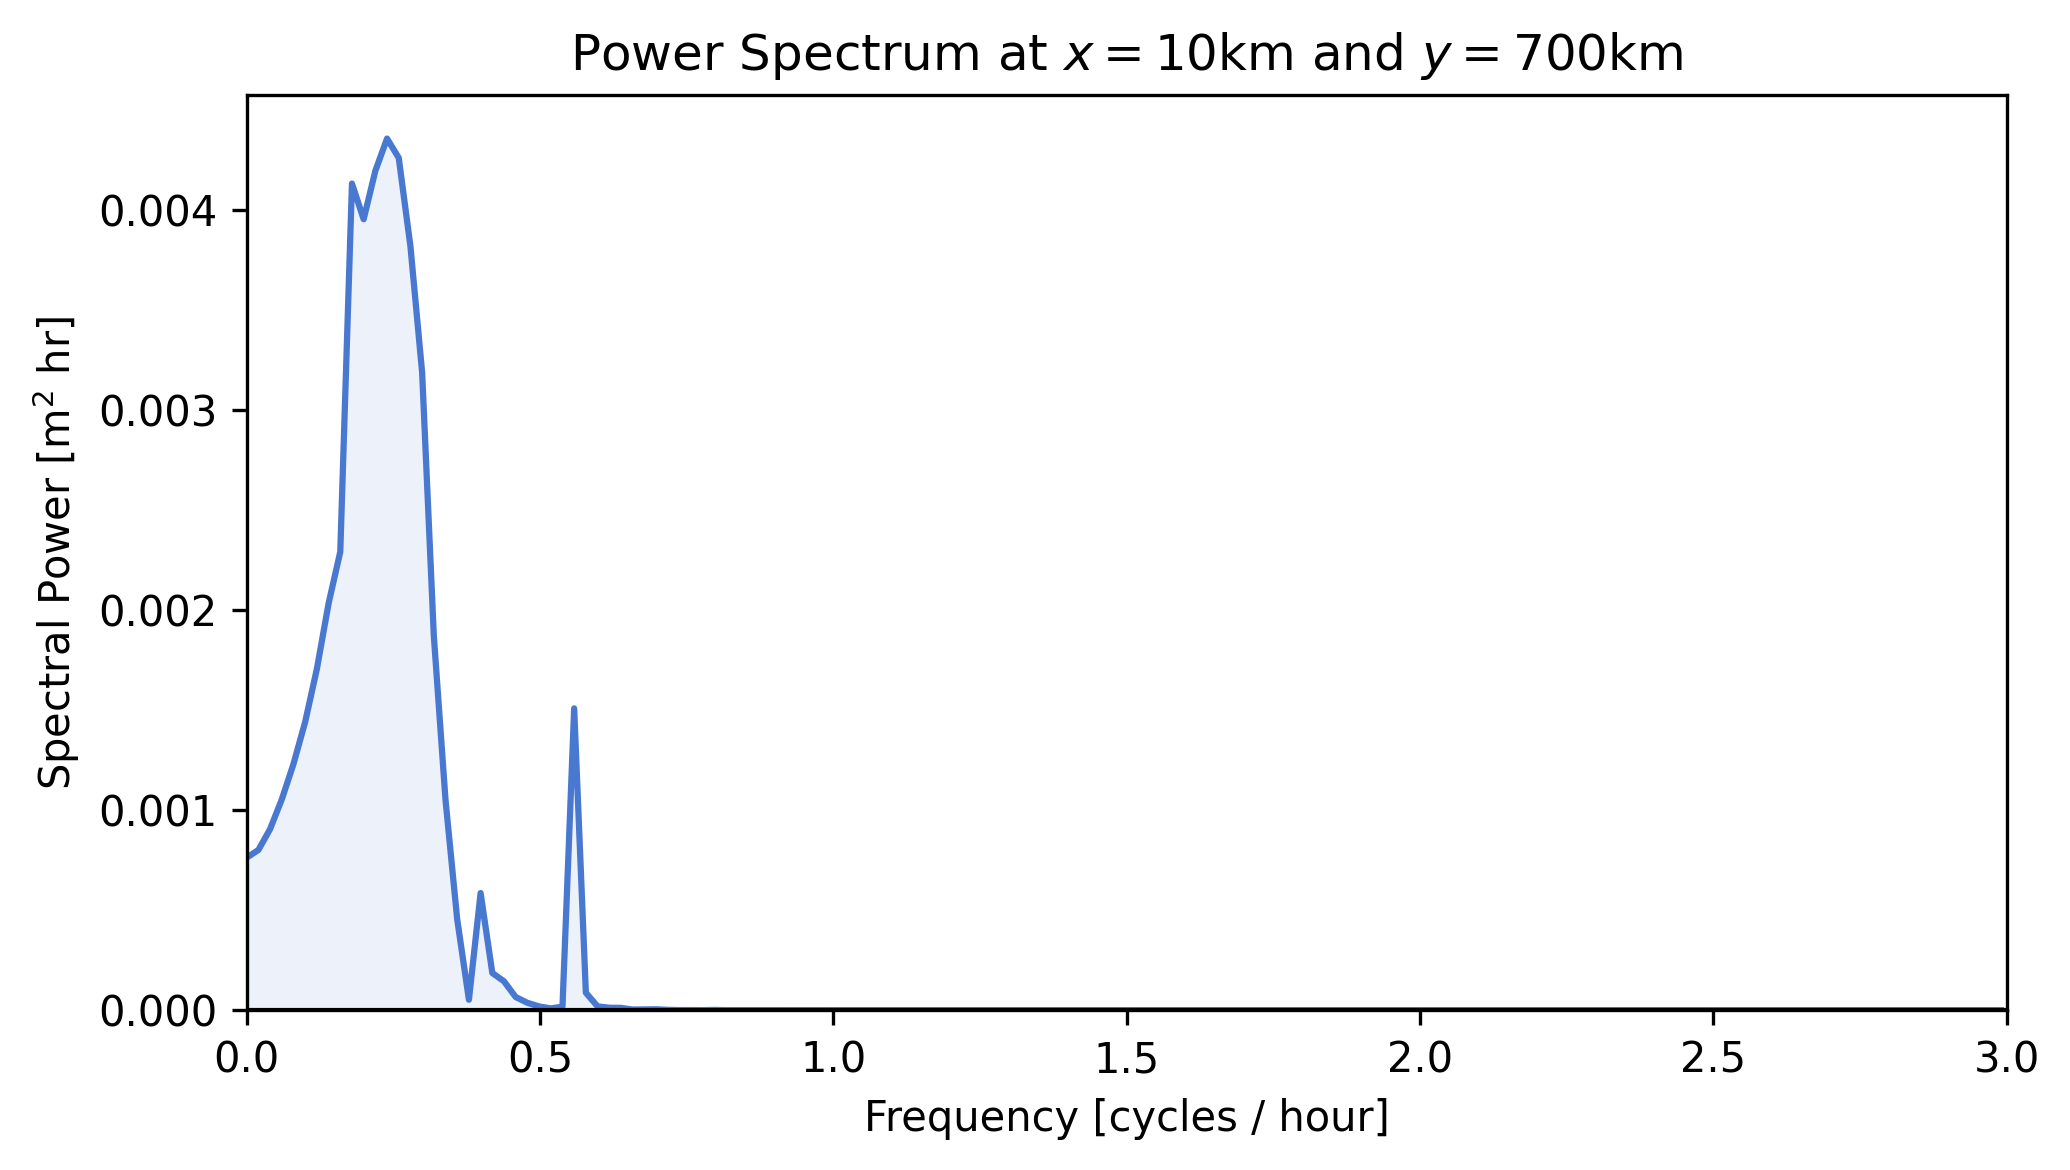 Power Spectrum at x = 10km and y = 700km
Spectral Power [m² hr]
0.004
0.003
0.002
0.001
0.000
0.0 0.5 1.0 1.5 2.0 2.5 3.0
Frequency [cycles / hour]